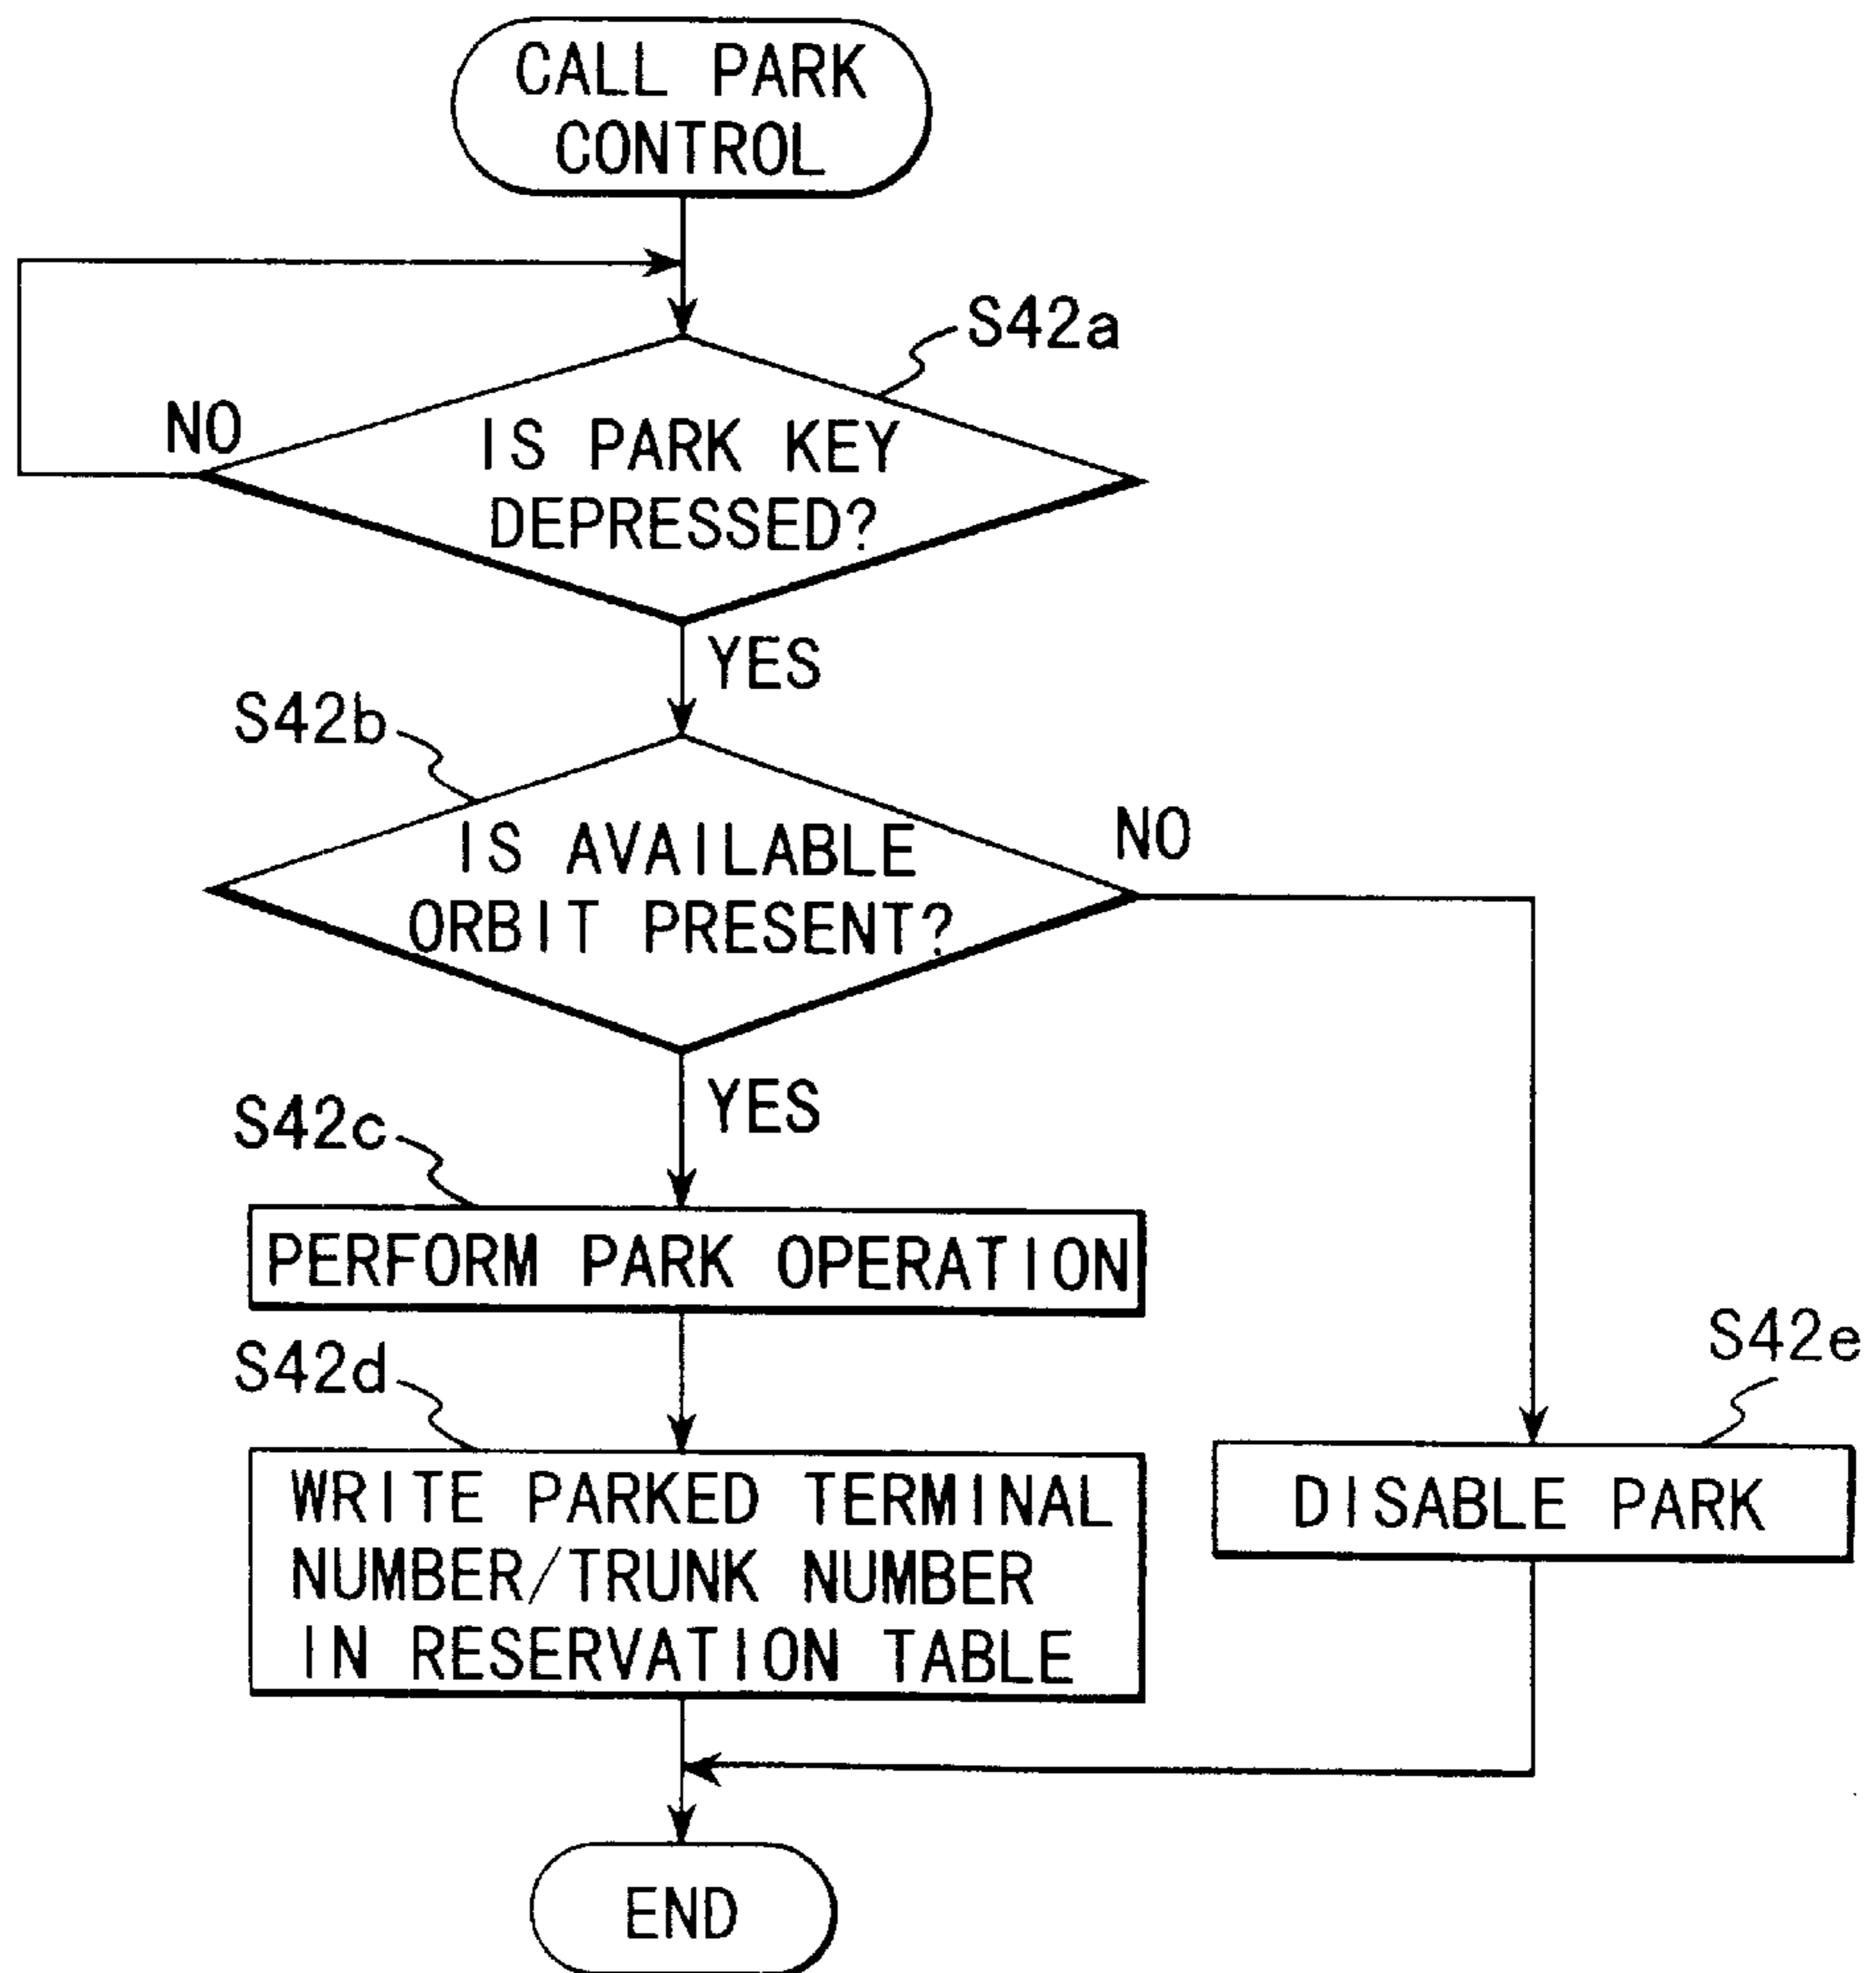 CALL PARK
CONTROL
S42a
NO
IS PARK KEY
DEPRESSED?
YES
S42b
NO
IS AVAILABLE
ORBIT PRESENT?
YES
S42c
PERFORM PARK OPERATION
S42d
S42e
WRITE PARKED TERMINAL
NUMBER/TRUNK NUMBER
IN RESERVATION TABLE
DISABLE PARK
END